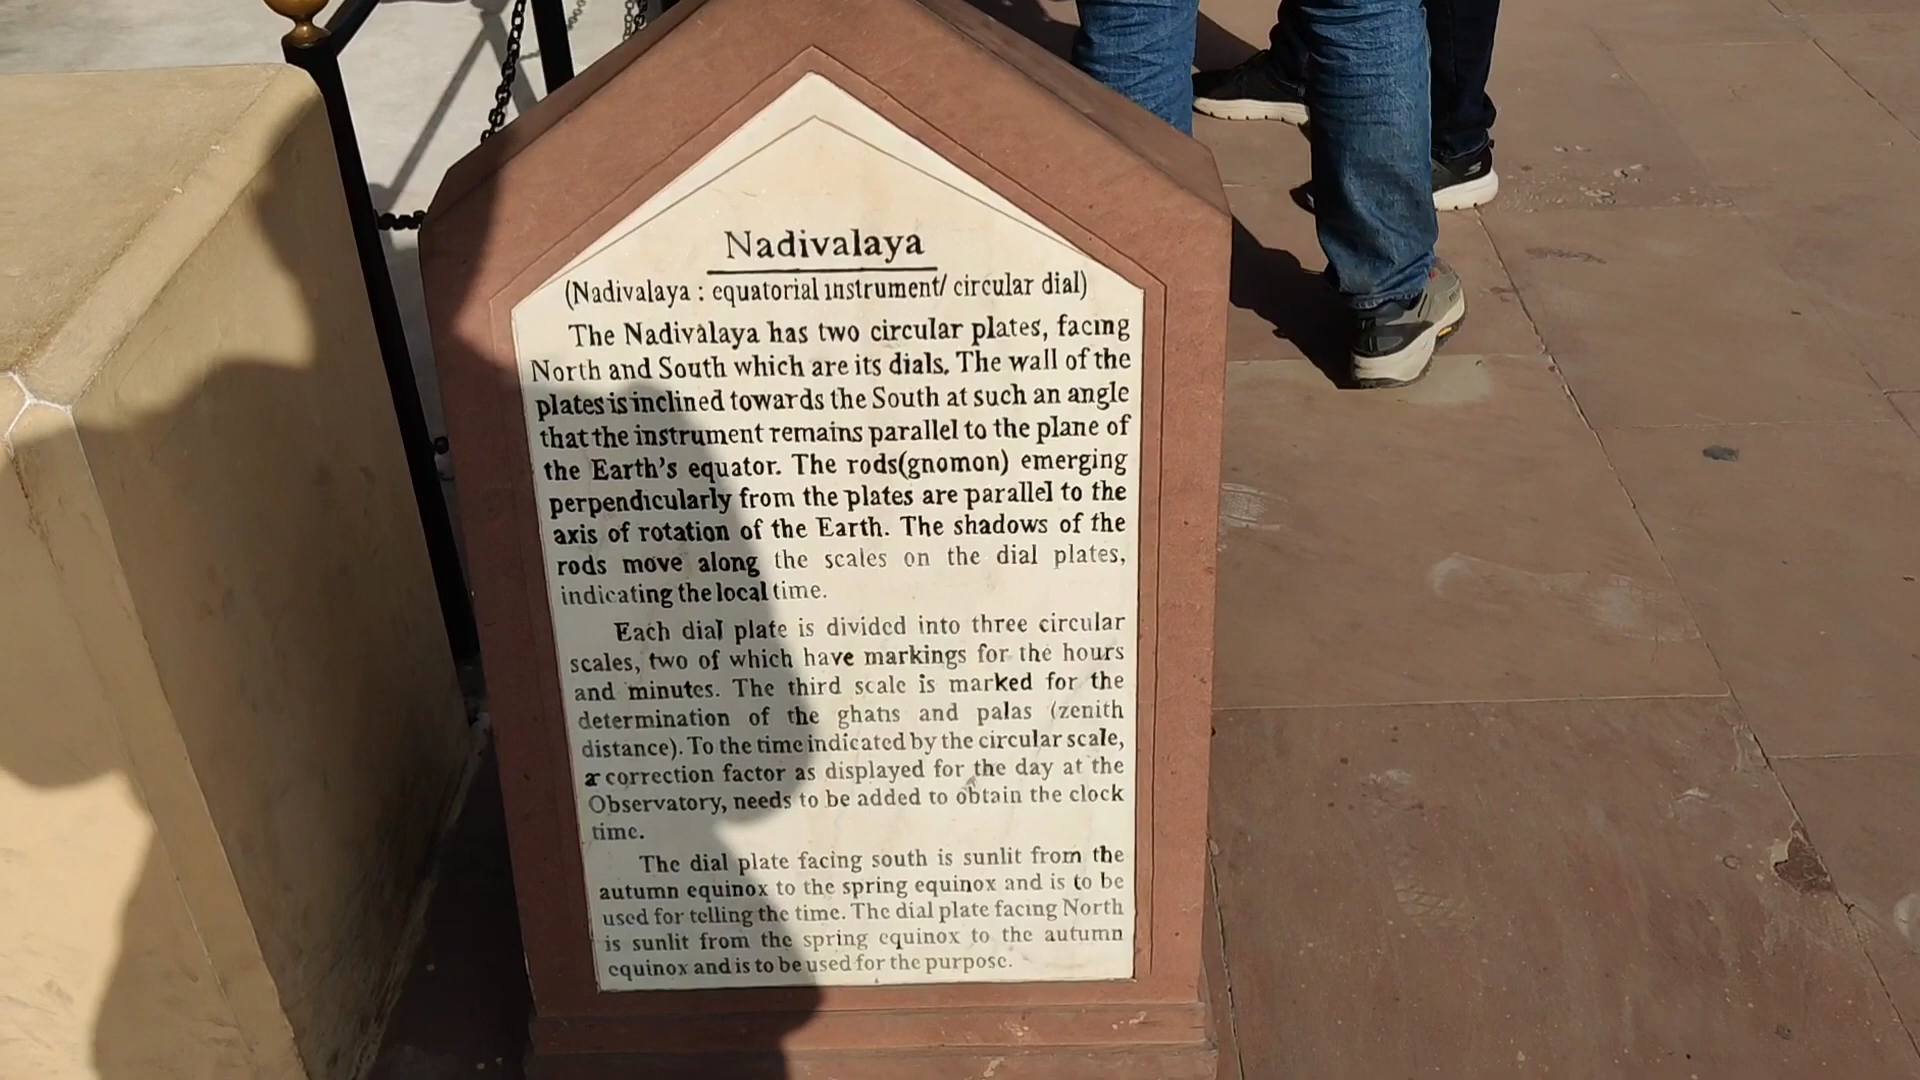 Nadivalaya
(Nadivalaya : equatorial instrument/ circular dial)
The Nadivalaya has two circular plates, facing
North and South which are its dials. The wall of the
plates is inclined towards the South at such an angle
that the instrument remains parallel to the plane of
the Earth's equator. The rods(gnomon) emerging
perpendicularly from the plates are parallel to the
axis of rotation of the Earth. The shadows of the
rods move along the scales on the dial plates,
indicating the local time.
Each dial plate is divided into three circular
scales, two of which have markings for the hours
and minutes. The third scale is marked for the
determination of the ghatis and palas (zenith
distance). To the time indicated by the circular scale,
a correction factor as displayed for the day at the
Observatory, needs to be added to obtain the clock
time.
The dial plate facing south is sunlit from the
autumn equinox to the spring equinox and is to be
used for telling the time. The dial plate facing North
is sunlit from the spring equinox to the autumn
equinox and is to be used for the purpose.